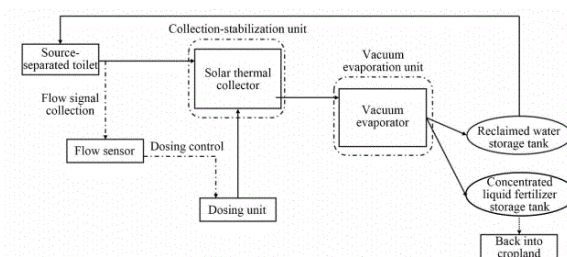 Collection-stabilization unit
Source-
separated toilet
Solar thermal
collector
Vacuum
evaporation unit
Flow signal
collection
Vacuum
evaporator
Reclaimed water
storage tank
Flow sensor
Dosing control
Concentrated
liquid fertilizer
storage tank
Dosing unit
Back into
cropland